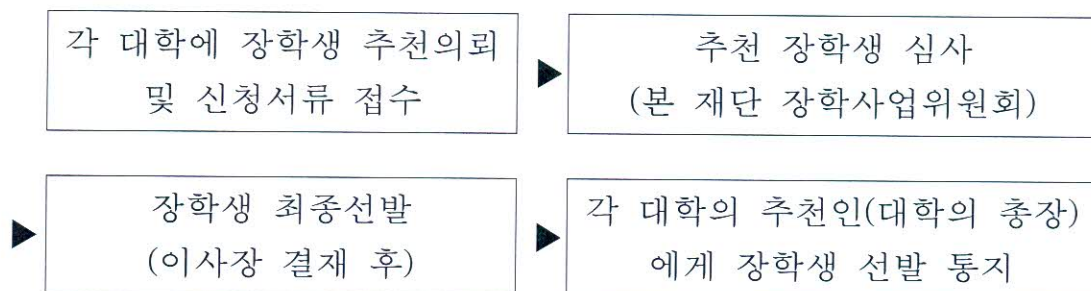 각 대학에 장학생 추천의뢰
및 신청서류 접수
▶
추천 장학생 심사
(본 재단 장학사업위원회)
▶
장학생 최종선발
(이사장 결재 후)
▶
각 대학의 추천인(대학의 총장)
에게 장학생 선발 통지